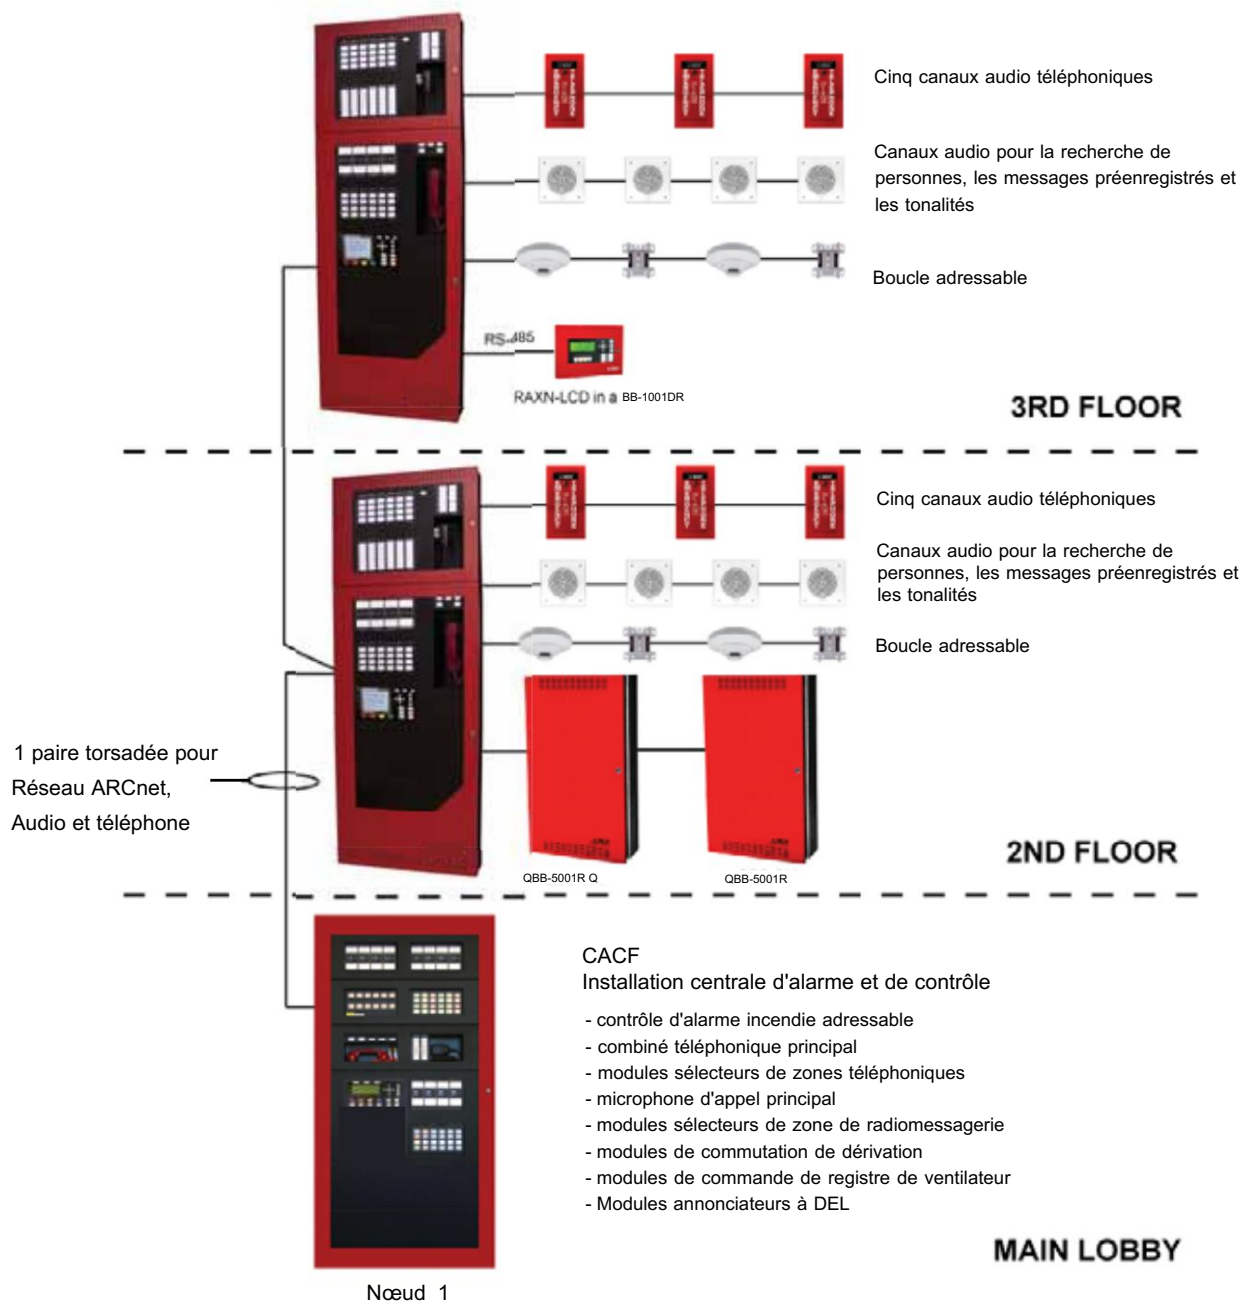 Cinq canaux audio téléphoniques
Canaux audio pour la recherche de
personnes, les messages préenregistrés et
les tonalités
Boucle adressable
RS-485
RAXN-LCD in a BB-1001DR
3RD FLOOR
Cinq canaux audio téléphoniques
Canaux audio pour la recherche de
personnes, les messages préenregistrés et
les tonalités
Boucle adressable
1 paire torsadée pour
Réseau ARCnet,
Audio et téléphone
QBB-5001R Q
QBB-5001R
2ND FLOOR
CACF
Installation centrale d'alarme et de contrôle
- contrôle d'alarme incendie adressable
- combiné téléphonique principal
- modules sélecteurs de zones téléphoniques
- microphone d'appel principal
- modules sélecteurs de zone de radiomessagerie
- modules de commutation de dérivation
- modules de commande de registre de ventilateur
- Modules annonciateurs à DEL
MAIN LOBBY
Nœud 1